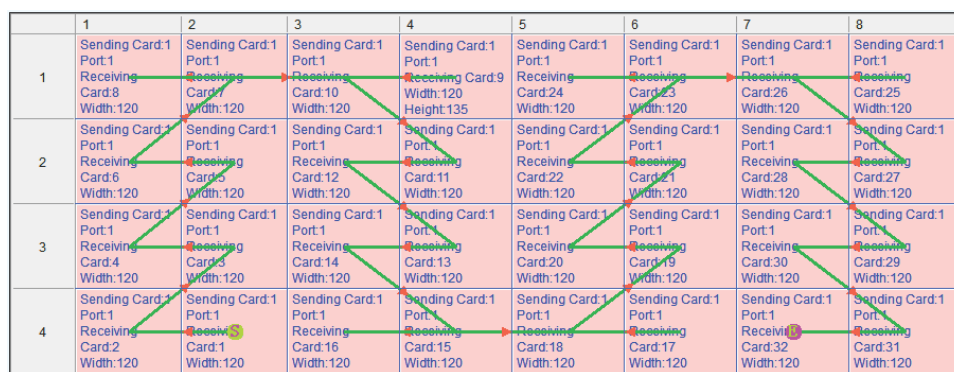 1
2
3
4
5
6
7
8
1
Sending Card:1
Port:1
Receiving
Card:8
Width:120
Sending Card:1
Port:1
Receiving
Card:7
Width:120
Sending Card:1
Port:1
Receiving
Card:10
Width:120
Sending Card:1
Port:1
Receiving Card:9
Width:120
Height:135
Sending Card:1
Port:1
Receiving
Card:24
Width:120
Sending Card:1
Port:1
Receiving
Card:23
Width:120
Sending Card:1
Port:1
Receiving
Card:26
Width:120
Sending Card:1
Port:1
Receiving
Card:25
Width:120
2
Sending Card:1
Port:1
Receiving
Card:6
Width:120
Sending Card:1
Port:1
Receiving
Card:5
Width:120
Sending Card:1
Port:1
Receiving
Card:12
Width:120
Sending Card:1
Port:1
Receiving
Card:11
Width:120
Sending Card:1
Port:1
Receiving
Card:22
Width:120
Sending Card:1
Port:1
Receiving
Card:21
Width:120
Sending Card:1
Port:1
Receiving
Card:28
Width:120
Sending Card:1
Port:1
Receiving
Card:27
Width:120
3
Sending Card:1
Port:1
Receiving
Card:4
Width:120
Sending Card:1
Port:1
Receiving
Card:3
Width:120
Sending Card:1
Port:1
Receiving
Card:14
Width:120
Sending Card:1
Port:1
Receiving
Card:13
Width:120
Sending Card:1
Port:1
Receiving
Card:20
Width:120
Sending Card:1
Port:1
Receiving
Card:19
Width:120
Sending Card:1
Port:1
Receiving
Card:30
Width:120
Sending Card:1
Port:1
Receiving
Card:29
Width:120
4
Sending Card:1
Port:1
Receiving
Card:2
Width:120
Sending Card:1
Port:1
Receiving S
Card:1
Width:120
Sending Card:1
Port:1
Receiving
Card:16
Width:120
Sending Card:1
Port:1
Receiving
Card:15
Width:120
Sending Card:1
Port:1
Receiving
Card:18
Width:120
Sending Card:1
Port:1
Receiving
Card:17
Width:120
Sending Card:1
Port:1
Receiving E
Card:32
Width:120
Sending Card:1
Port:1
Receiving
Card:31
Width:120